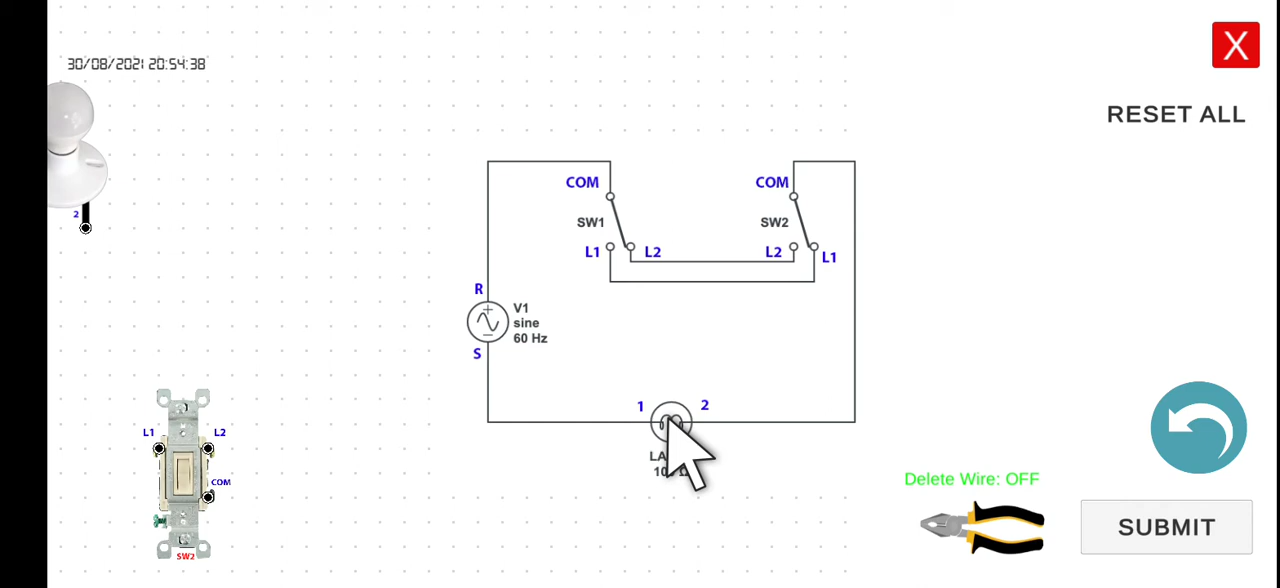 30/08/2021 20:54:38
X
RESET ALL
COM
COM
2
SW1
SW2
L1
L2
L2
L1
R
V1
sine
60 Hz
S
1
2
L1
L2
COM
SW2
Delete Wire: OFF
SUBMIT